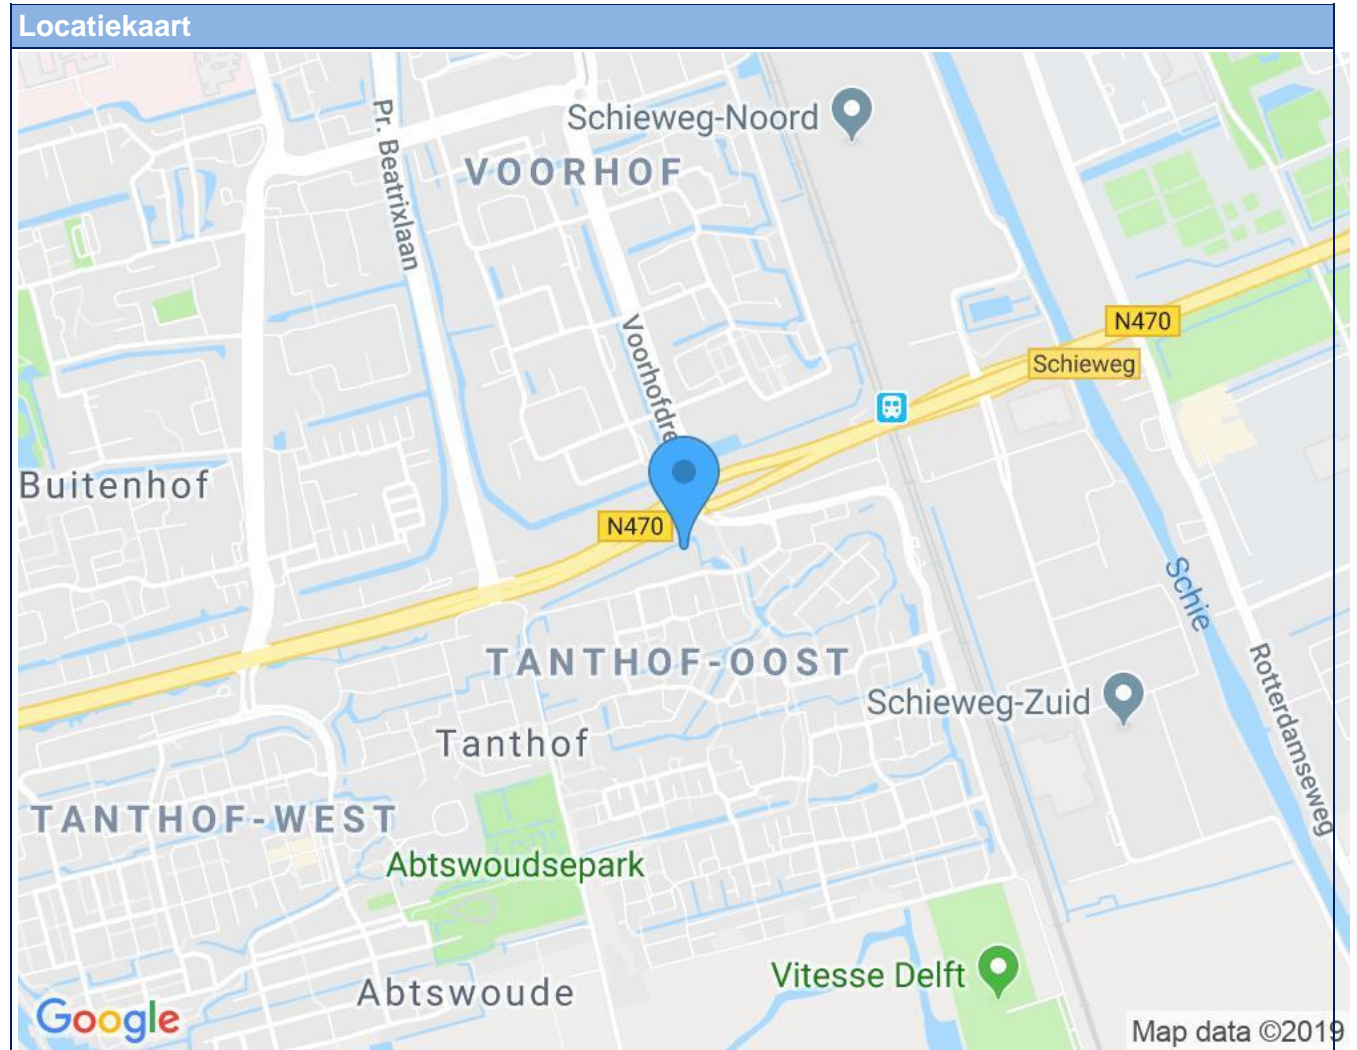 Locatiekaart
Schieweg-Noord
VOORHOF
Pr. Beatrixlaan
N470
Voorhofdre
Schieweg
Buitenhof
N470
Schie
TANTHOF-OOST
Schieweg-Zuid
Rotterdamseweg
Tanthof
TANTHOF-WEST
Abtswoudsepark
Vitesse Delft
Abtswoude
Google
Map data ©2019